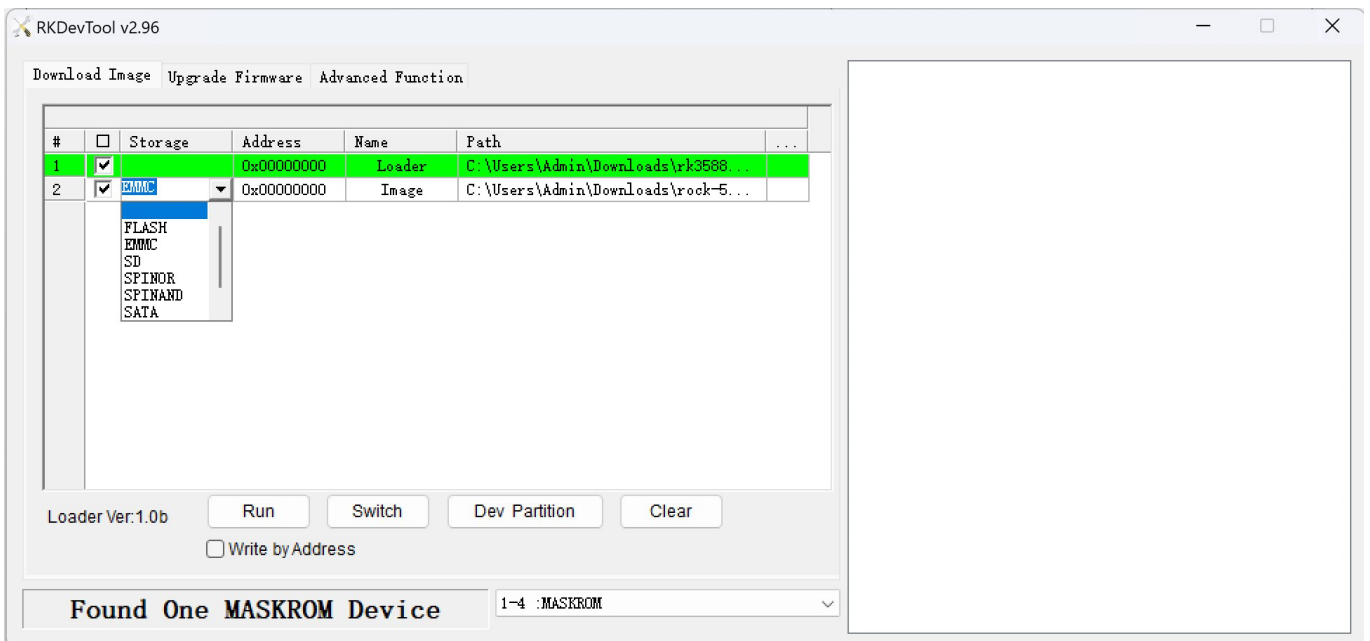 RKDevTool v2.96
Download Image Upgrade Firmware Advanced Function
# Storage Address Name Path ...
1 0x00000000 Loader C:\Users\Admin\Downloads\rk3588...
2 EMMC 0x00000000 Image C:\Users\Admin\Downloads\rock-5...
FLASH
EMMC
SD
SPINOR
SPINAND
SATA
Loader Ver:1.0b Run Switch Dev Partition Clear
Write by Address
Found One MASKROM Device 1-4 :MASKROM